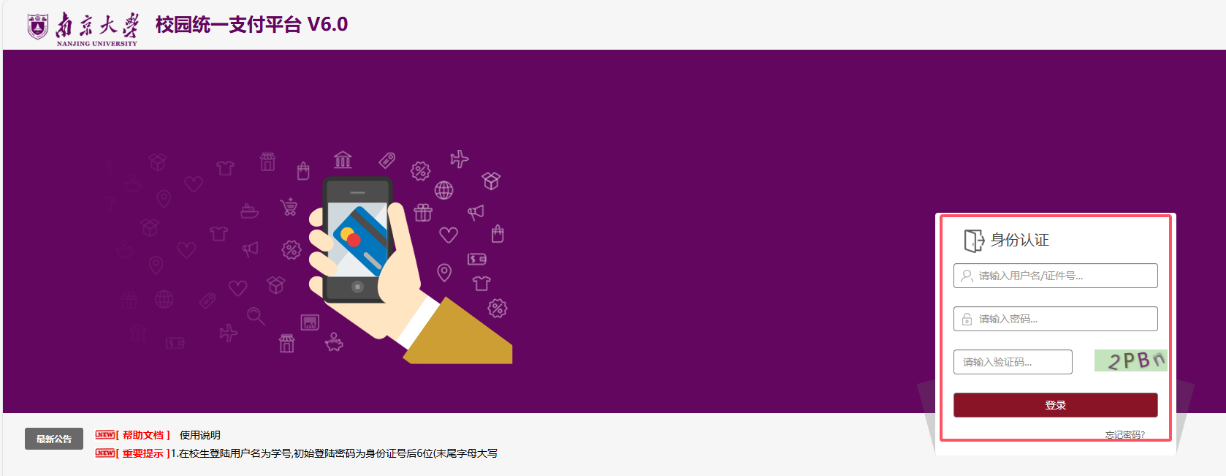 南京大学 校园统一支付平台 V6.0
NANJING UNIVERSITY
身份认证
请输入用户名/证件号...
请输入密码...
请输入验证码... 2PBn
登录
忘记密码?
最新公告 NEW[ 帮助文档 ] 使用说明
NEW[ 重要提示 ]1.在校生登陆用户名为学号,初始登陆密码为身份证号后6位(末尾字母大写